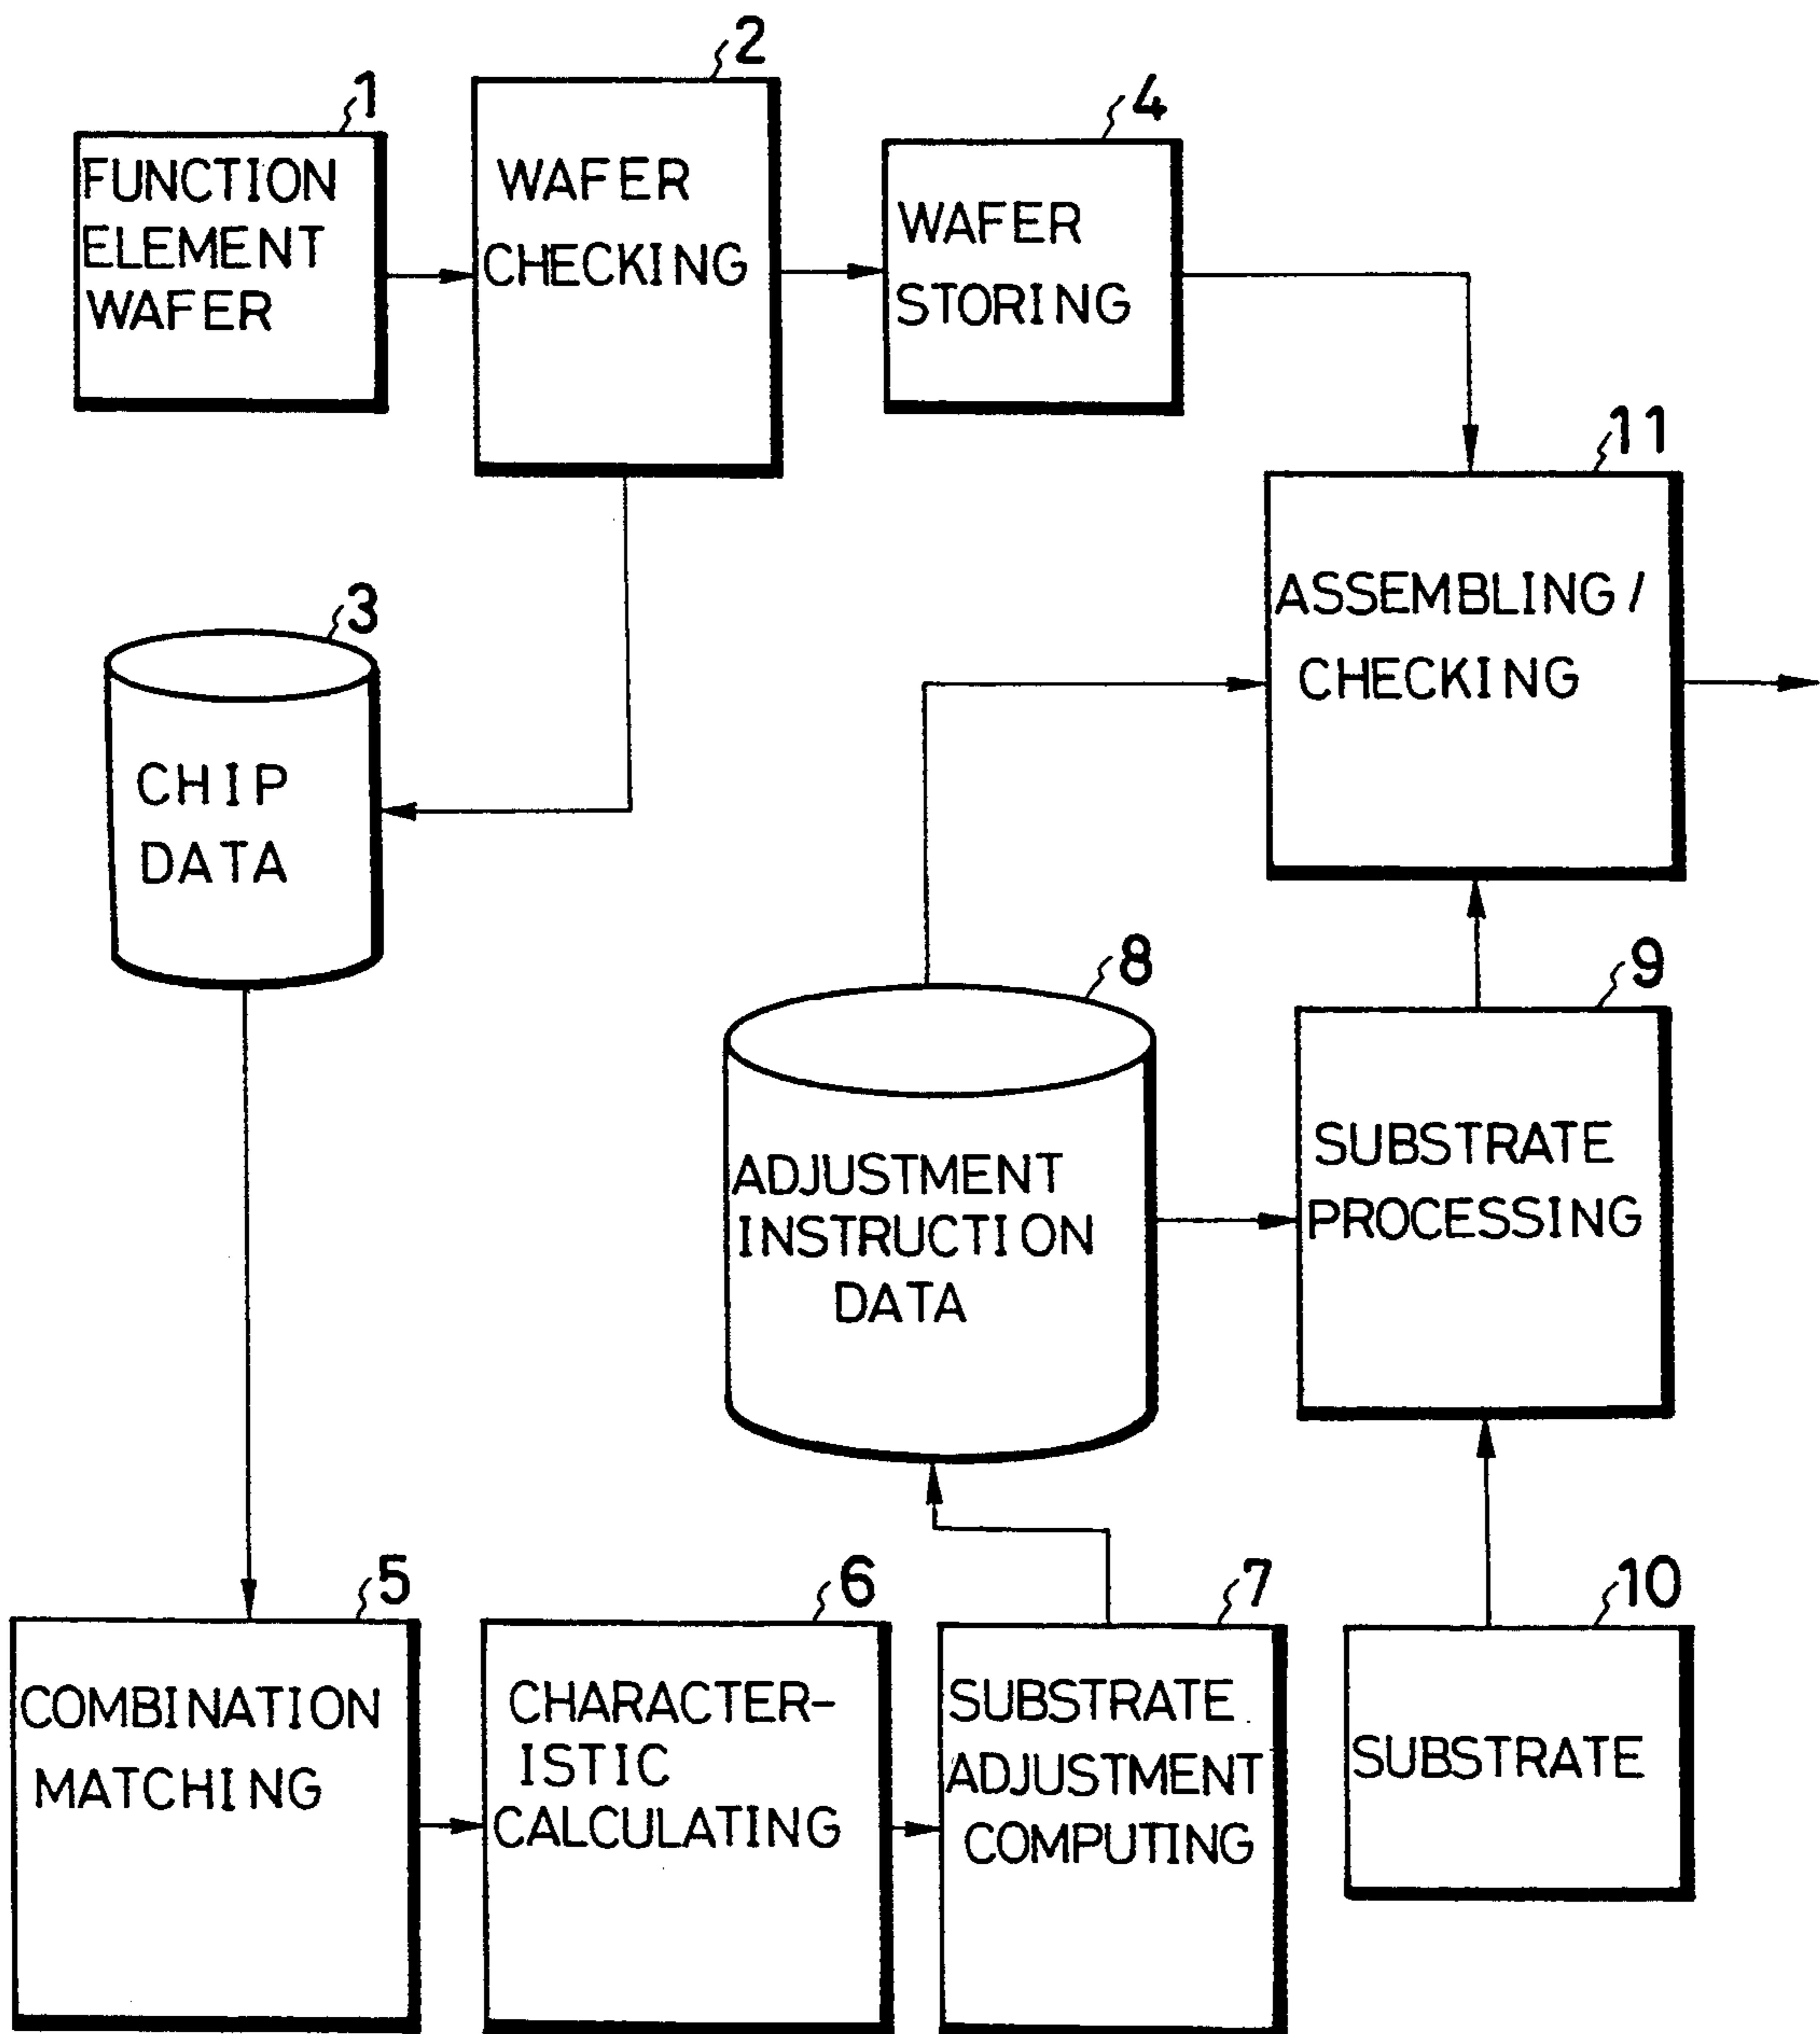 1
FUNCTION
ELEMENT
WAFER
2
WAFER
CHECKING
4
WAFER
STORING
11
ASSEMBLING/
CHECKING
3
CHIP
DATA
8
ADJUSTMENT
INSTRUCTION
DATA
9
SUBSTRATE
PROCESSING
5
COMBINATION
MATCHING
6
CHARACTER-
ISTIC
CALCULATING
7
SUBSTRATE
ADJUSTMENT
COMPUTING
10
SUBSTRATE